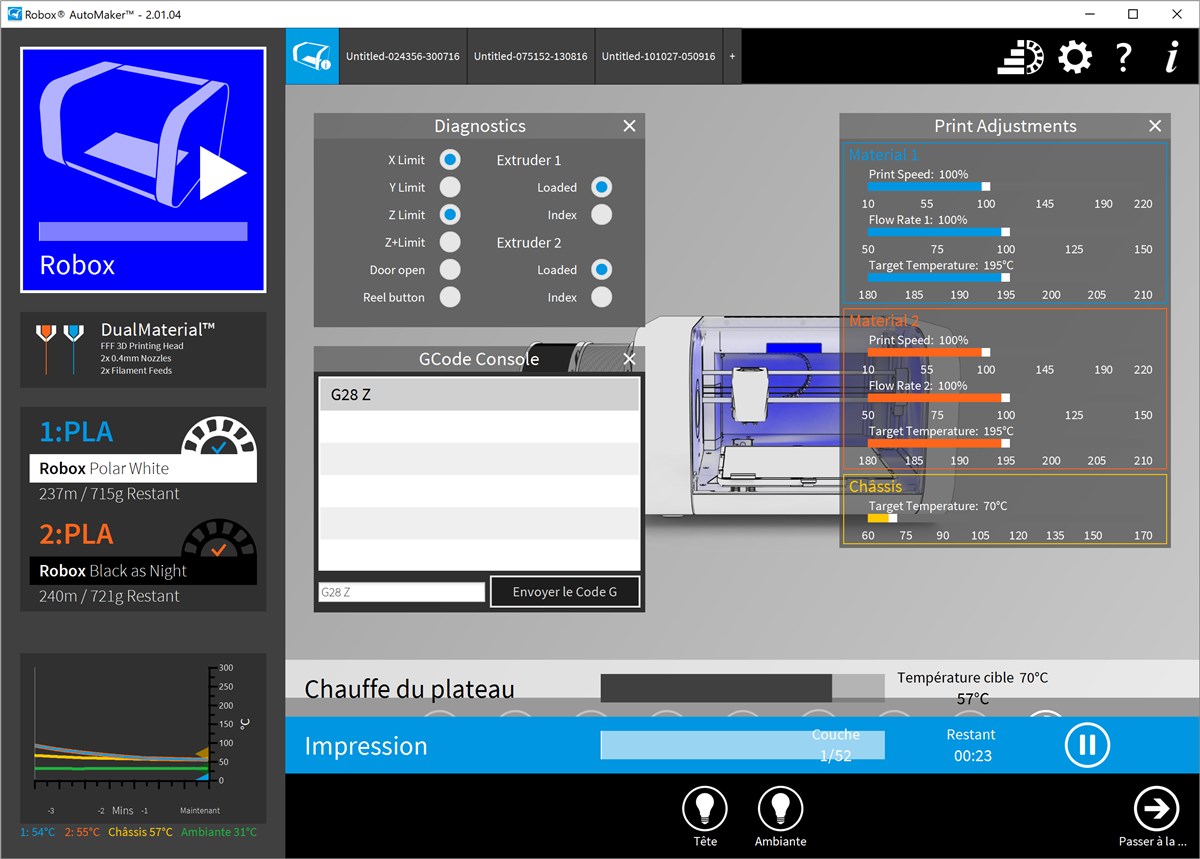 Robox® AutoMaker™ - 2.01.04
Untitled-024356-300716
Untitled-075152-130816
Untitled-101027-050916
+
? i
Robox
DualMaterial™
FFF 3D Printing Head
2x 0.4mm Nozzles
2x Filament Feeds
1:PLA
Robox Polar White
237m / 715g Restant
2:PLA
Robox Black as Night
240m / 721g Restant
300
250
200
150
100
50
0
°C
-3 -2 Mins -1 Maintenant
1: 54°C 2: 55°C Châssis 57°C Ambiante 31°C
Diagnostics
X Limit Extruder 1
Y Limit Loaded
Z Limit Index
Z+Limit Extruder 2
Door open Loaded
Reel button Index
GCode Console
G28 Z
G28 Z
Envoyer le Code G
Print Adjustments
Material 1
Print Speed: 100%
10 55 100 145 190 220
Flow Rate 1: 100%
50 75 100 125 150
Target Temperature: 195°C
180 185 190 195 200 205 210
Material 2
Print Speed: 100%
10 55 100 145 190 220
Flow Rate 2: 100%
50 75 100 125 150
Target Temperature: 195°C
180 185 190 195 200 205 210
Châssis
Target Temperature: 70°C
60 75 90 105 120 135 150 170
Chauffe du plateau
Température cible 70°C
57°C
Impression
Couche
1/52
Restant
00:23
Tête
Ambiante
Passer à la ...